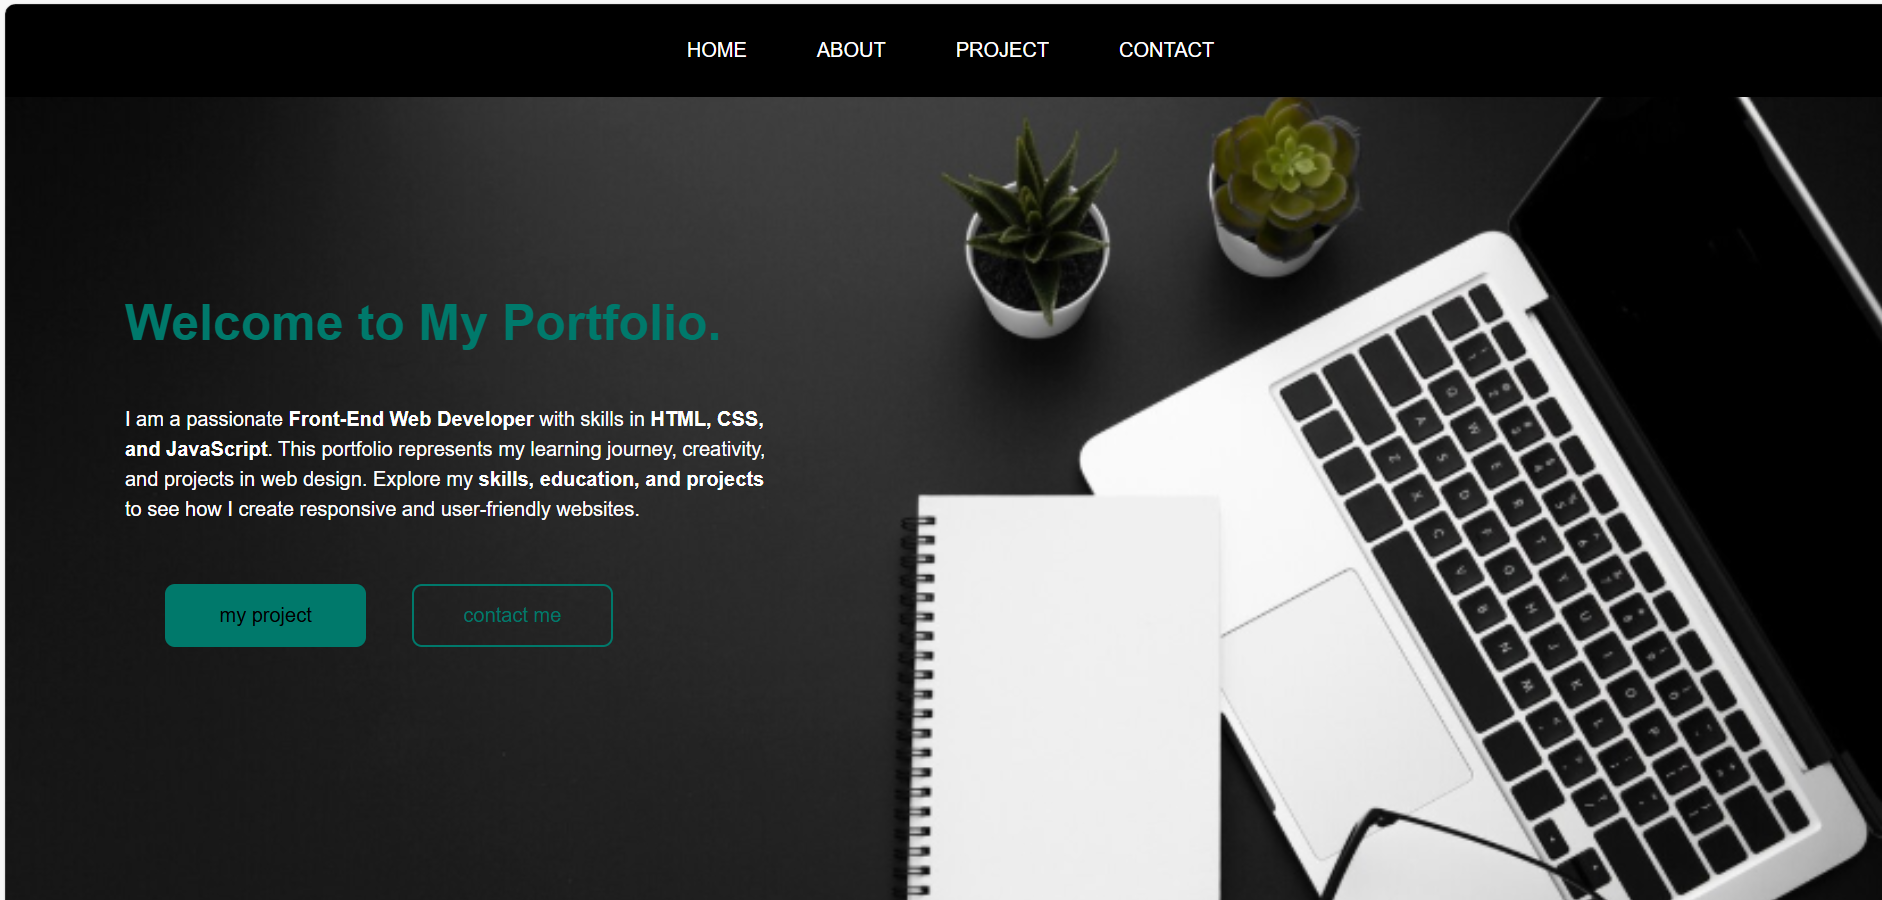 HOME ABOUT PROJECT CONTACT
Welcome to My Portfolio.
I am a passionate Front-End Web Developer with skills in HTML, CSS,
and JavaScript. This portfolio represents my learning journey, creativity,
and projects in web design. Explore my skills, education, and projects
to see how I create responsive and user-friendly websites.
my project contact me